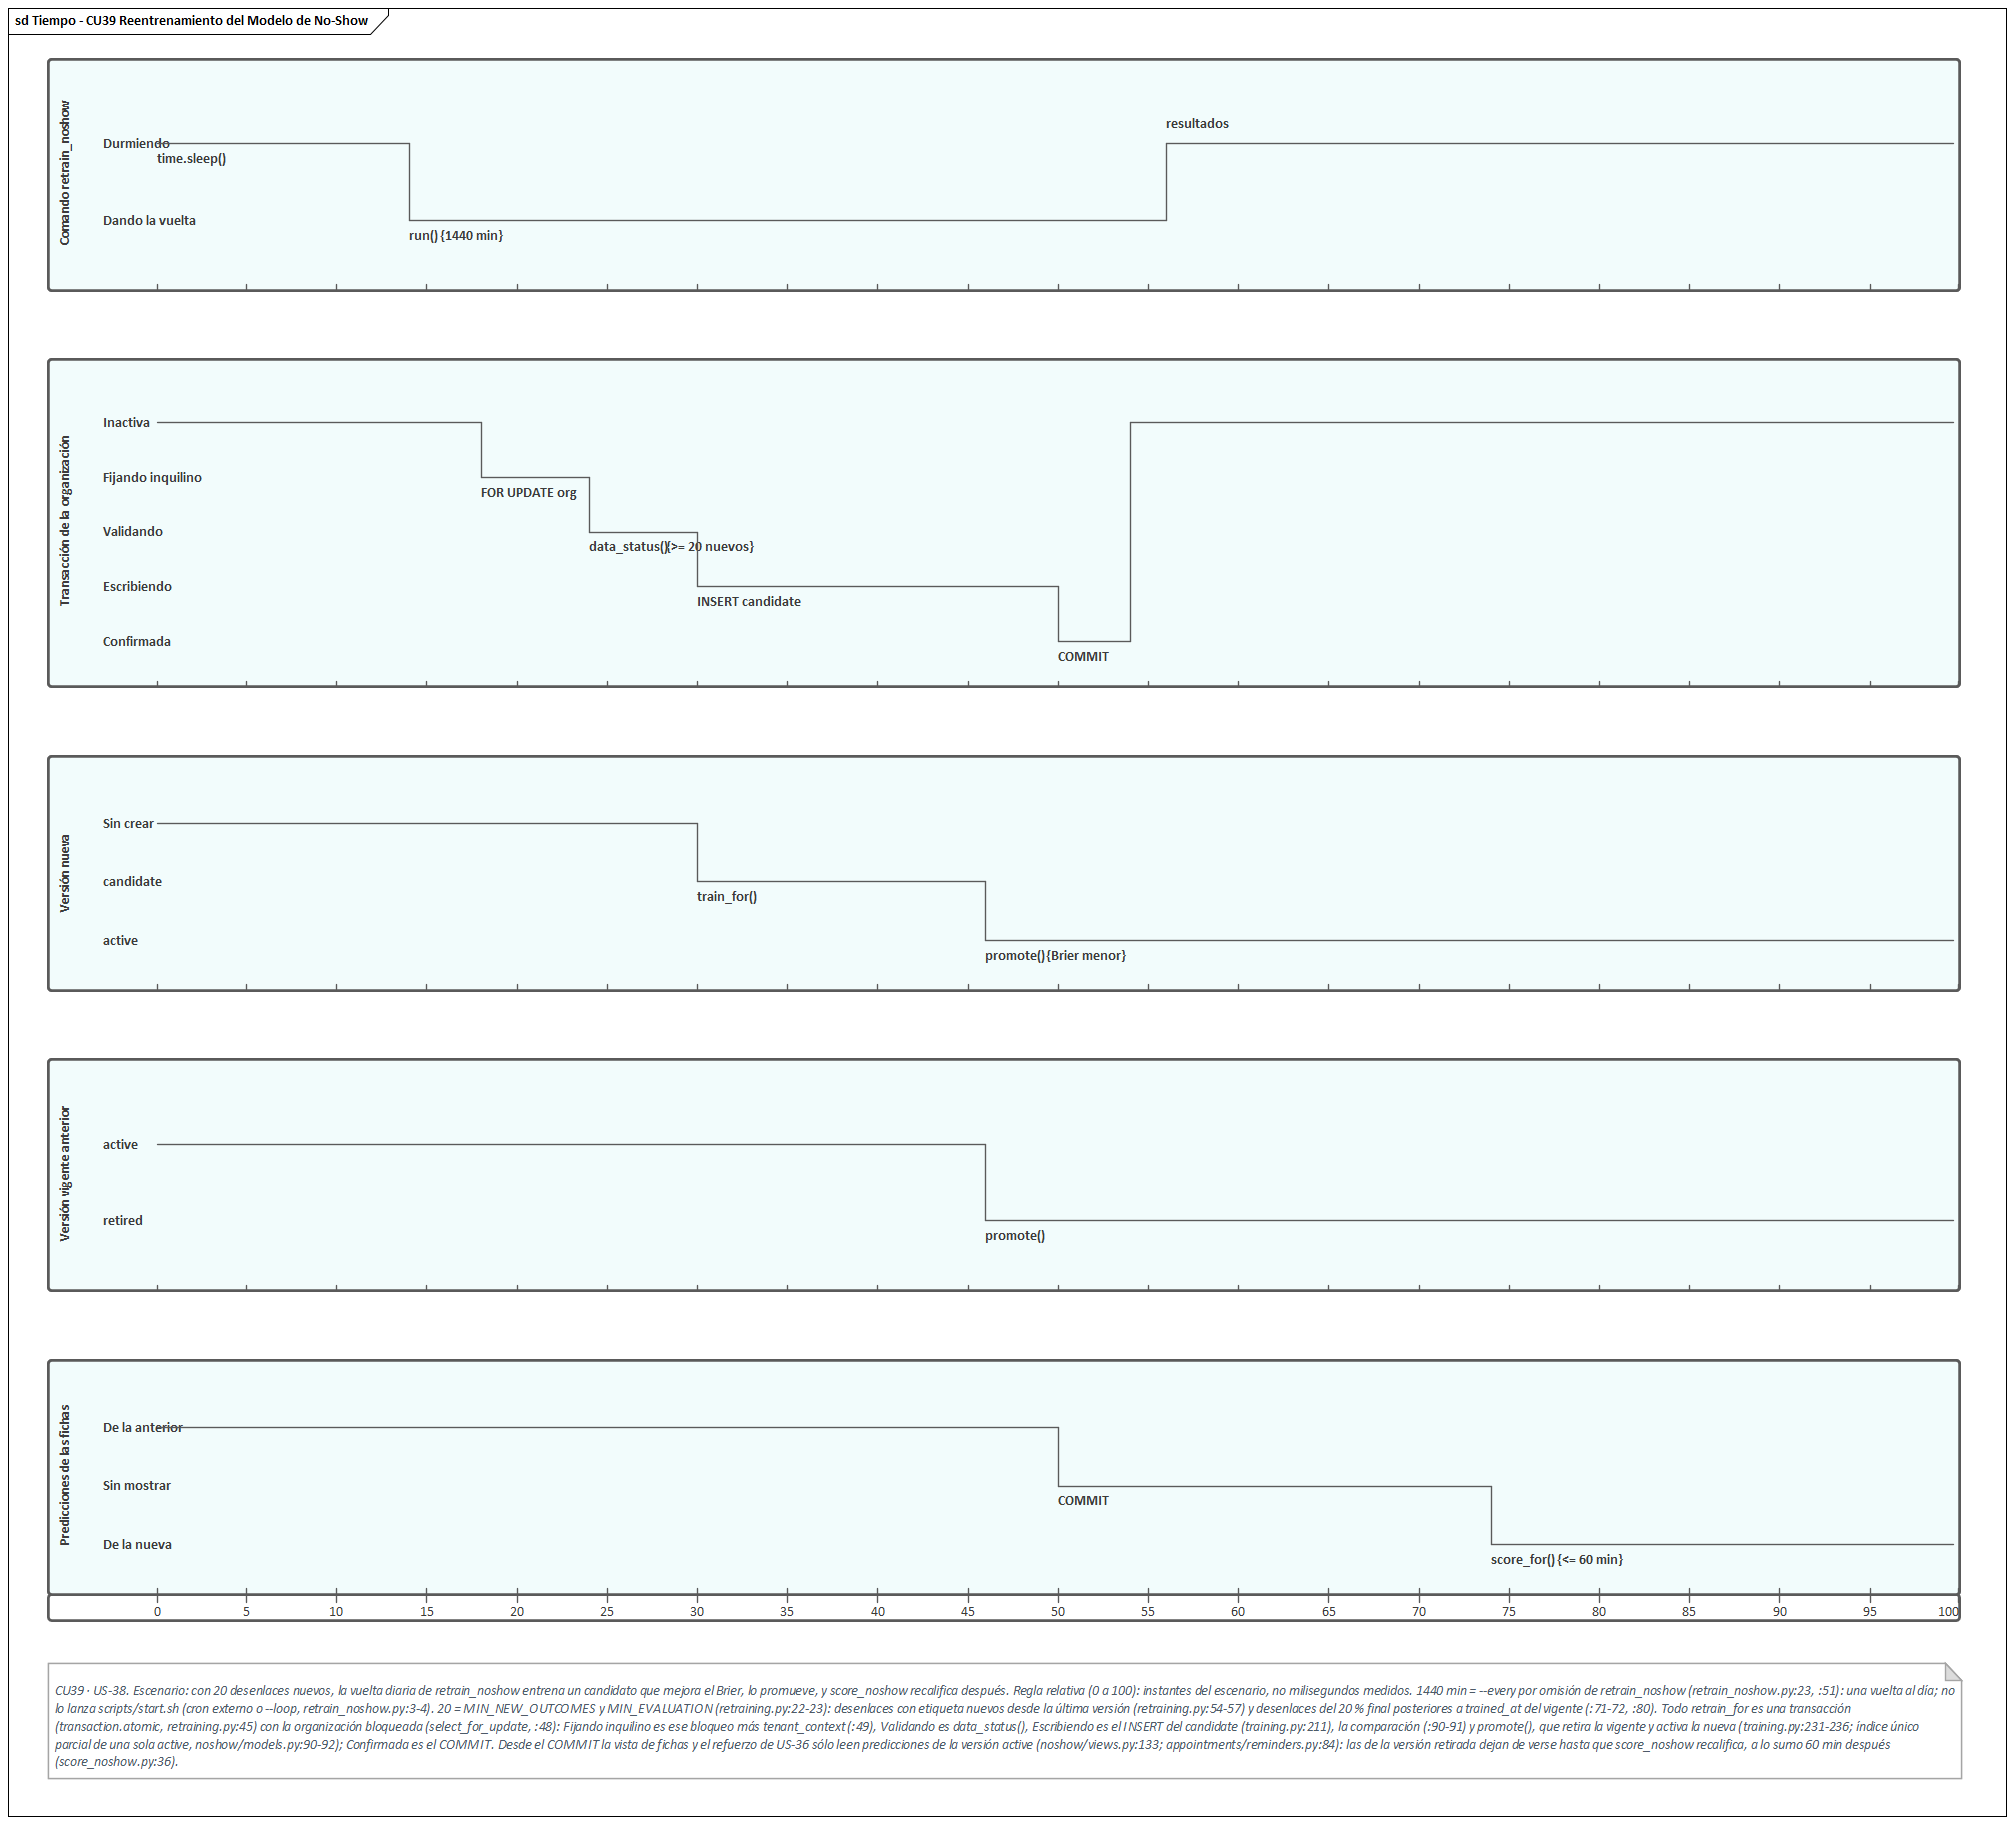 sd Tiempo - CU39 Reentrenamiento del Modelo de No-Show
Comando retrain_noshow
resultados
Durmiendo
time.sleep()
Dando la vuelta
run() {1440 min}
Transacción de la organización
Inactiva
Fijando inquilino
FOR UPDATE org
Validando
data_status(){>= 20 nuevos}
Escribiendo
INSERT candidate
Confirmada
COMMIT
Versión nueva
Sin crear
candidate
train_for()
active
promote() {Brier menor}
Versión vigente anterior
active
retired
promote()
Predicciones de las fichas
De la anterior
Sin mostrar
COMMIT
De la nueva
score_for() {<= 60 min}
0 5 10 15 20 25 30 35 40 45 50 55 60 65 70 75 80 85 90 95 100
CU39 · US-38. Escenario: con 20 desenlaces nuevos, la vuelta diaria de retrain_noshow entrena un candidato que mejora el Brier, lo promueve, y score_noshow recalifica después. Regla relativa (0 a 100): instantes del escenario, no milisegundos medidos. 1440 min = --every por omisión de retrain_noshow (retrain_noshow.py:23, :51): una vuelta al día; no
lo lanza scripts/start.sh (cron externo o --loop, retrain_noshow.py:3-4). 20 = MIN_NEW_OUTCOMES y MIN_EVALUATION (retraining.py:22-23): desenlaces con etiqueta nuevos desde la última versión (retraining.py:54-57) y desenlaces del 20 % final posteriores a trained_at del vigente (:71-72, :80). Todo retrain_for es una transacción
(transaction.atomic, retraining.py:45) con la organización bloqueada (select_for_update, :48): Fijando inquilino es ese bloqueo más tenant_context (:49), Validando es data_status(), Escribiendo es el INSERT del candidate (training.py:211), la comparación (:90-91) y promote(), que retira la vigente y activa la nueva (training.py:231-236; índice único
parcial de una sola active, noshow/models.py:90-92); Confirmada es el COMMIT. Desde el COMMIT la vista de fichas y el refuerzo de US-36 sólo leen predicciones de la versión active (noshow/views.py:133; appointments/reminders.py:84): las de la versión retirada dejan de verse hasta que score_noshow recalifica, a lo sumo 60 min después
(score_noshow.py:36).